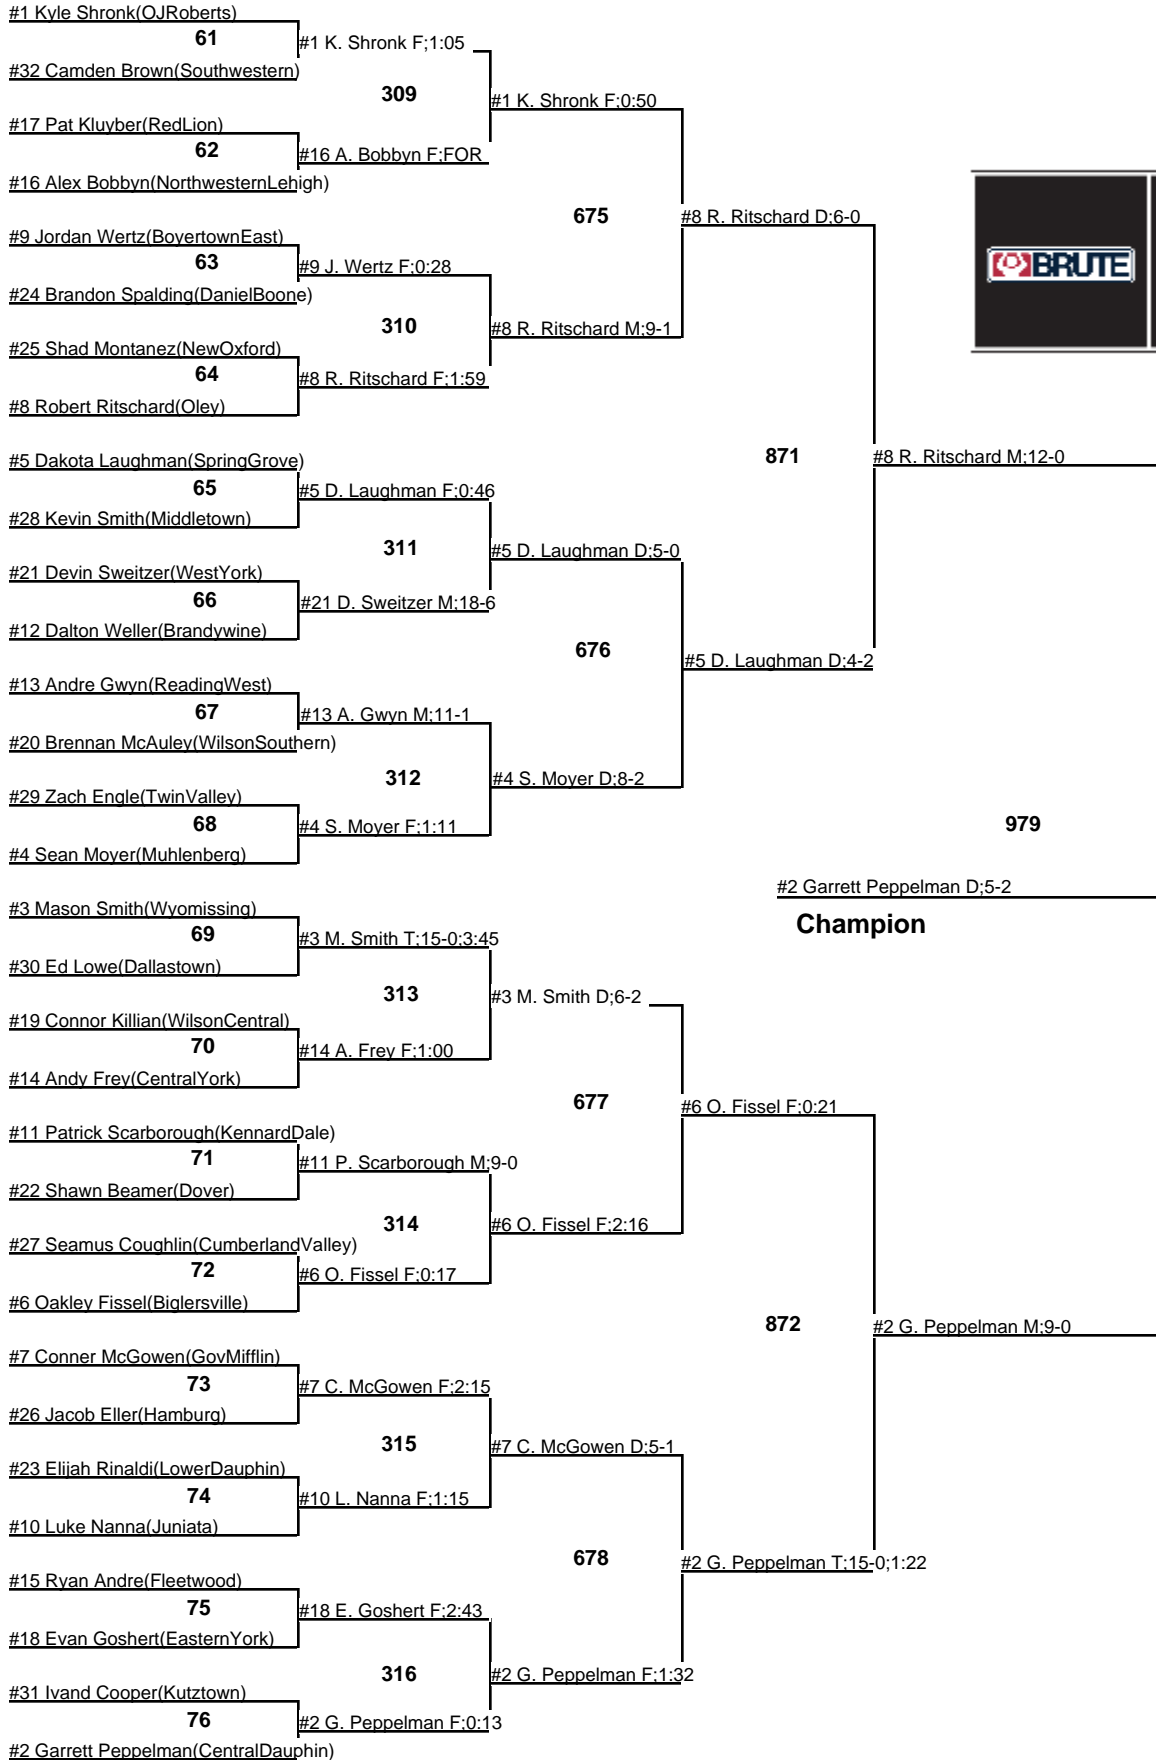 #1 Kyle Shronk(OJRoberts)
61
#1 K. Shronk F;1:05
#32 Camden Brown(Southwestern)
309
#1 K. Shronk F;0:50
#17 Pat Kluyber(RedLion)
62
#16 A. Bobbyn F;FOR
#16 Alex Bobbyn(NorthwesternLehigh)
675
#8 R. Ritschard D;6-0
#9 Jordan Wertz(BoyertownEast)
63
#9 J. Wertz F;0:28
BRUTE
#24 Brandon Spalding(DanielBoone)
310
#8 R. Ritschard M;9-1
#25 Shad Montanez(NewOxford)
64
#8 R. Ritschard F;1:59
#8 Robert Ritschard(Oley)
871
#8 R. Ritschard M;12-0
#5 Dakota Laughman(SpringGrove)
65
#5 D. Laughman F;0:46
#28 Kevin Smith(Middletown)
311
#5 D. Laughman D;5-0
#21 Devin Sweitzer(WestYork)
66
#21 D. Sweitzer M;18-6
#12 Dalton Weller(Brandywine)
676
#5 D. Laughman D;4-2
#13 Andre Gwyn(ReadingWest)
67
#13 A. Gwyn M;11-1
#20 Brennan McAuley(WilsonSouthern)
312
#4 S. Moyer D;8-2
#29 Zach Engle(TwinValley)
68
#4 S. Moyer F;1:11
#4 Sean Moyer(Muhlenberg)
979
#2 Garrett Peppelman D;5-2
Champion
#3 Mason Smith(Wyomissing)
69
#3 M. Smith T;15-0;3:45
#30 Ed Lowe(Dallastown)
313
#3 M. Smith D;6-2
#19 Connor Killian(WilsonCentral)
70
#14 A. Frey F;1:00
#14 Andy Frey(CentralYork)
677
#6 O. Fissel F;0:21
#11 Patrick Scarborough(KennardDale)
71
#11 P. Scarborough M;9-0
#22 Shawn Beamer(Dover)
314
#6 O. Fissel F;2:16
#27 Seamus Coughlin(CumberlandValley)
72
#6 O. Fissel F;0:17
#6 Oakley Fissel(Biglersville)
872
#2 G. Peppelman M;9-0
#7 Conner McGowen(GovMifflin)
73
#7 C. McGowen F;2:15
#26 Jacob Eller(Hamburg)
315
#7 C. McGowen D;5-1
#23 Elijah Rinaldi(LowerDauphin)
74
#10 L. Nanna F;1:15
#10 Luke Nanna(Juniata)
678
#2 G. Peppelman T;15-0;1:22
#15 Ryan Andre(Fleetwood)
75
#18 E. Goshert F;2:43
#18 Evan Goshert(EasternYork)
316
#2 G. Peppelman F;1:32
#31 Ivand Cooper(Kutztown)
76
#2 G. Peppelman F;0:13
#2 Garrett Peppelman(CentralDauphin)